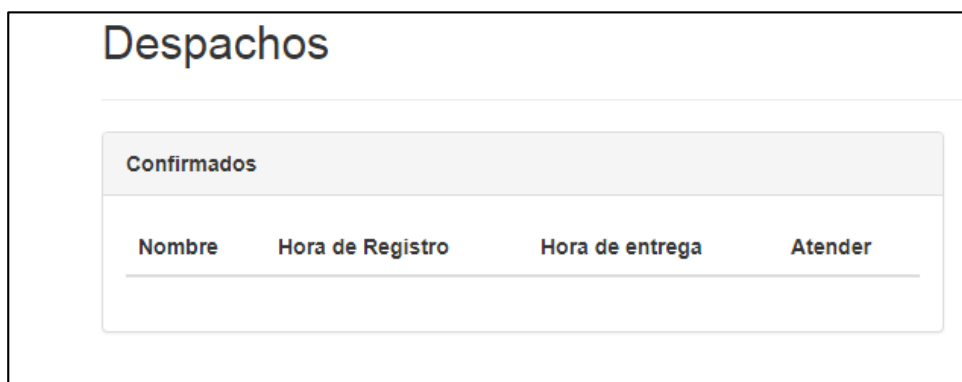 Despachos
Confirmados
Nombre Hora de Registro Hora de entrega Atender